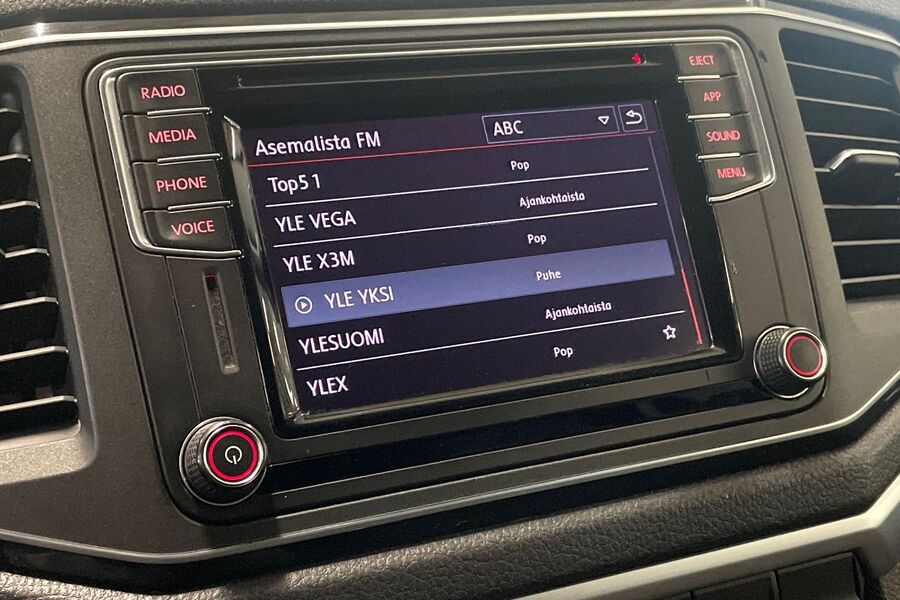 RADIO
MEDIA
PHONE
VOICE
EJECT
APP
SOUND
MENU
Asemalista FM ABC
Top5 1 Pop
YLE VEGA Ajankohtaista
YLE X3M Pop
YLE YKSI Puhe
YLESUOMI Ajankohtaista
YLEX Pop